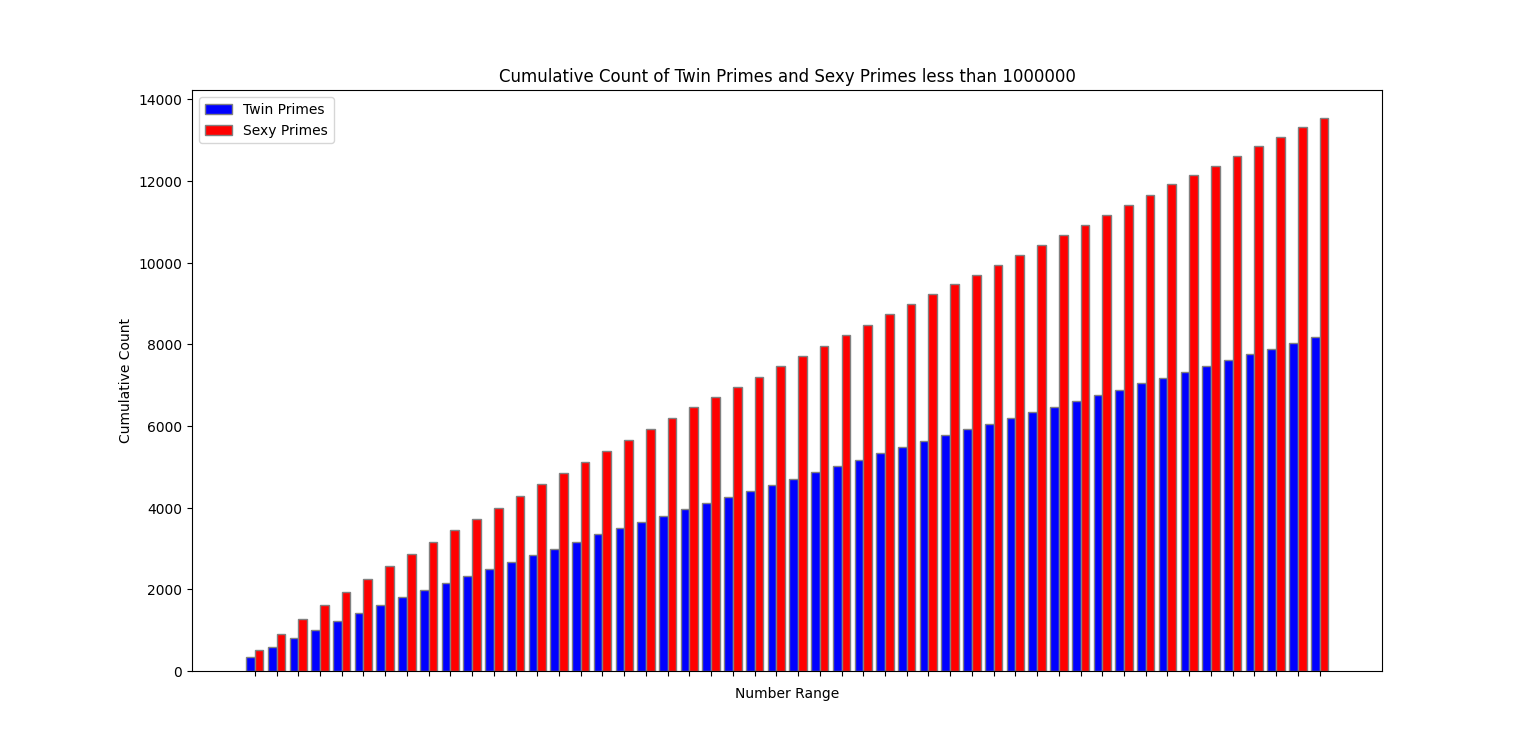 Cumulative Count of Twin Primes and Sexy Primes less than 1000000
Twin Primes
Sexy Primes
14000
12000
10000
8000
6000
4000
2000
0
Cumulative Count
Number Range